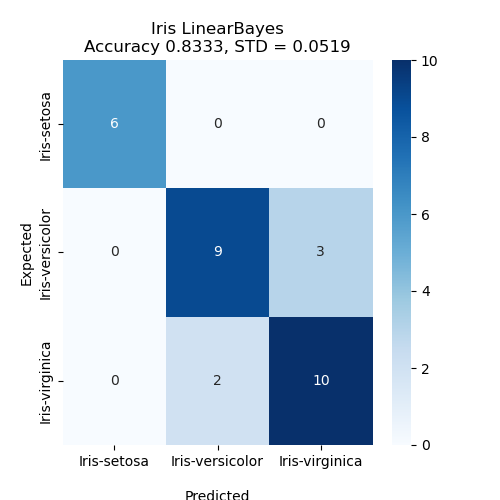 Iris LinearBayes
Accuracy 0.8333, STD = 0.0519
Expected
Iris-setosa
6 0 0
Iris-versicolor
0 9 3
Iris-virginica
0 2 10
Iris-setosa Iris-versicolor Iris-virginica
Predicted
10
8
6
4
2
0